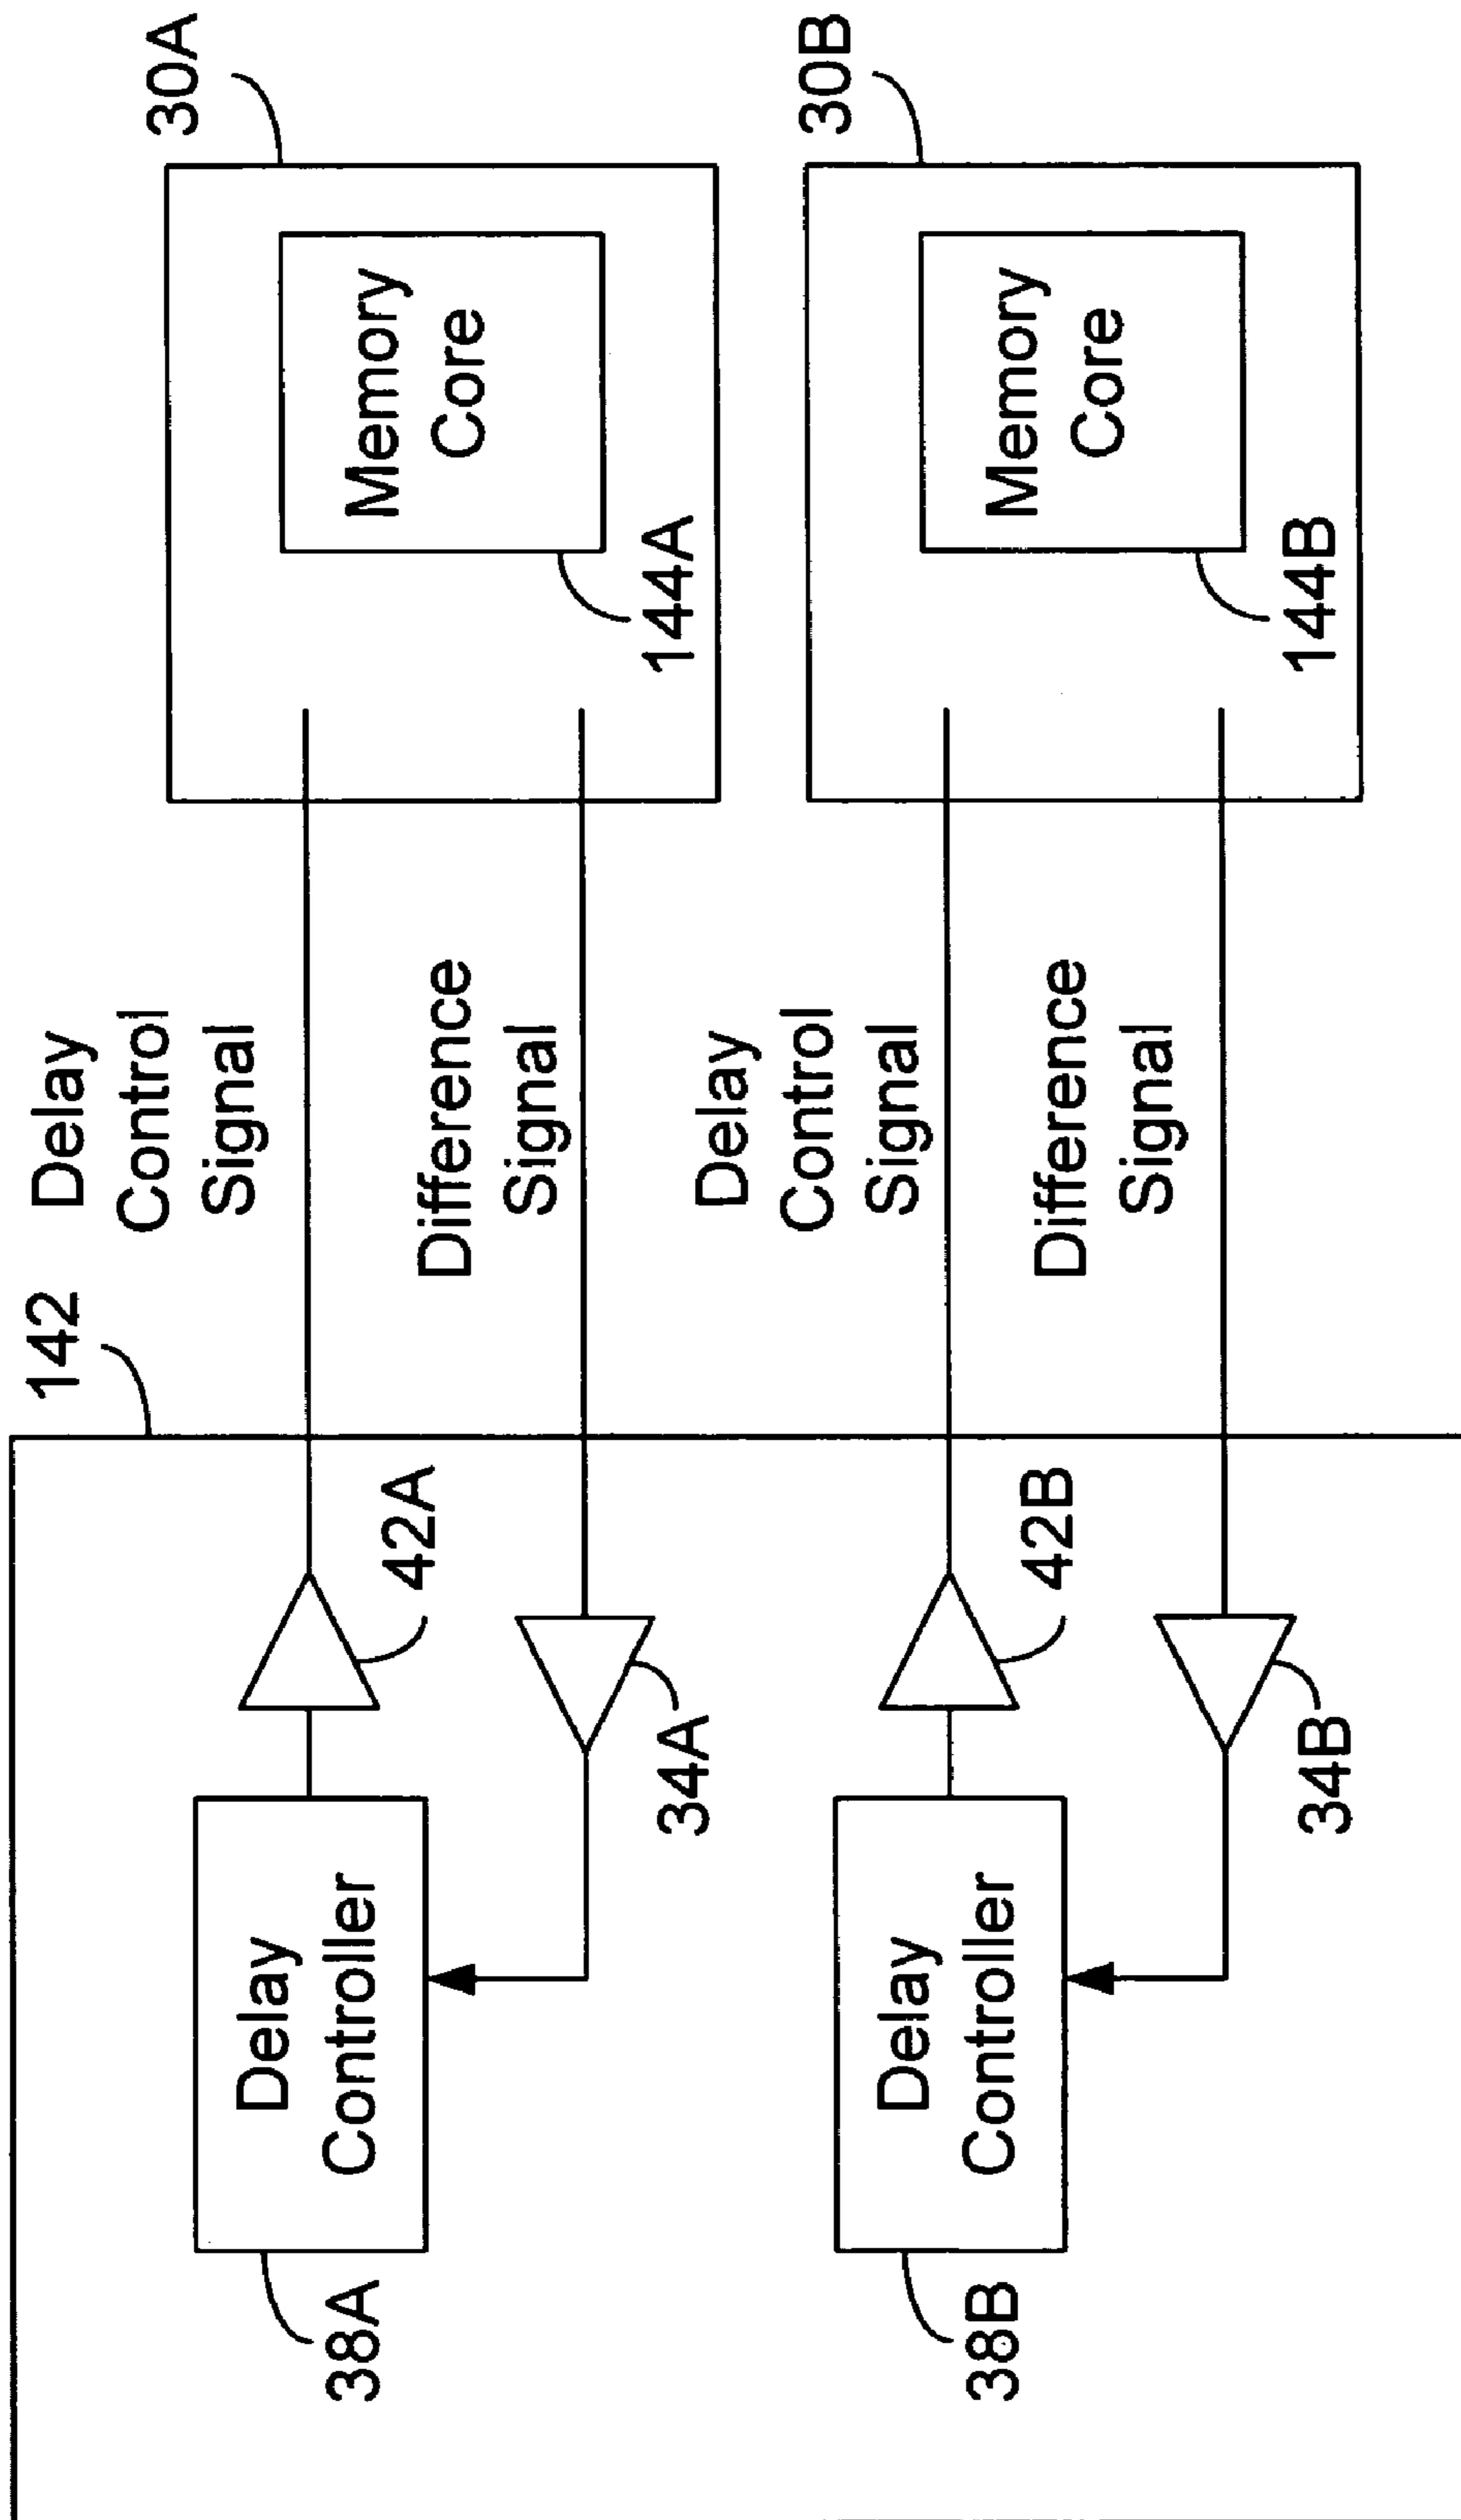 142
Delay
Control
Signal
30A
38A
Delay
Controller
42A
34A
Difference
Signal
Memory
Core
144A
Delay
Control
Signal
30B
38B
Delay
Controller
42B
34B
Difference
Signal
Memory
Core
144B